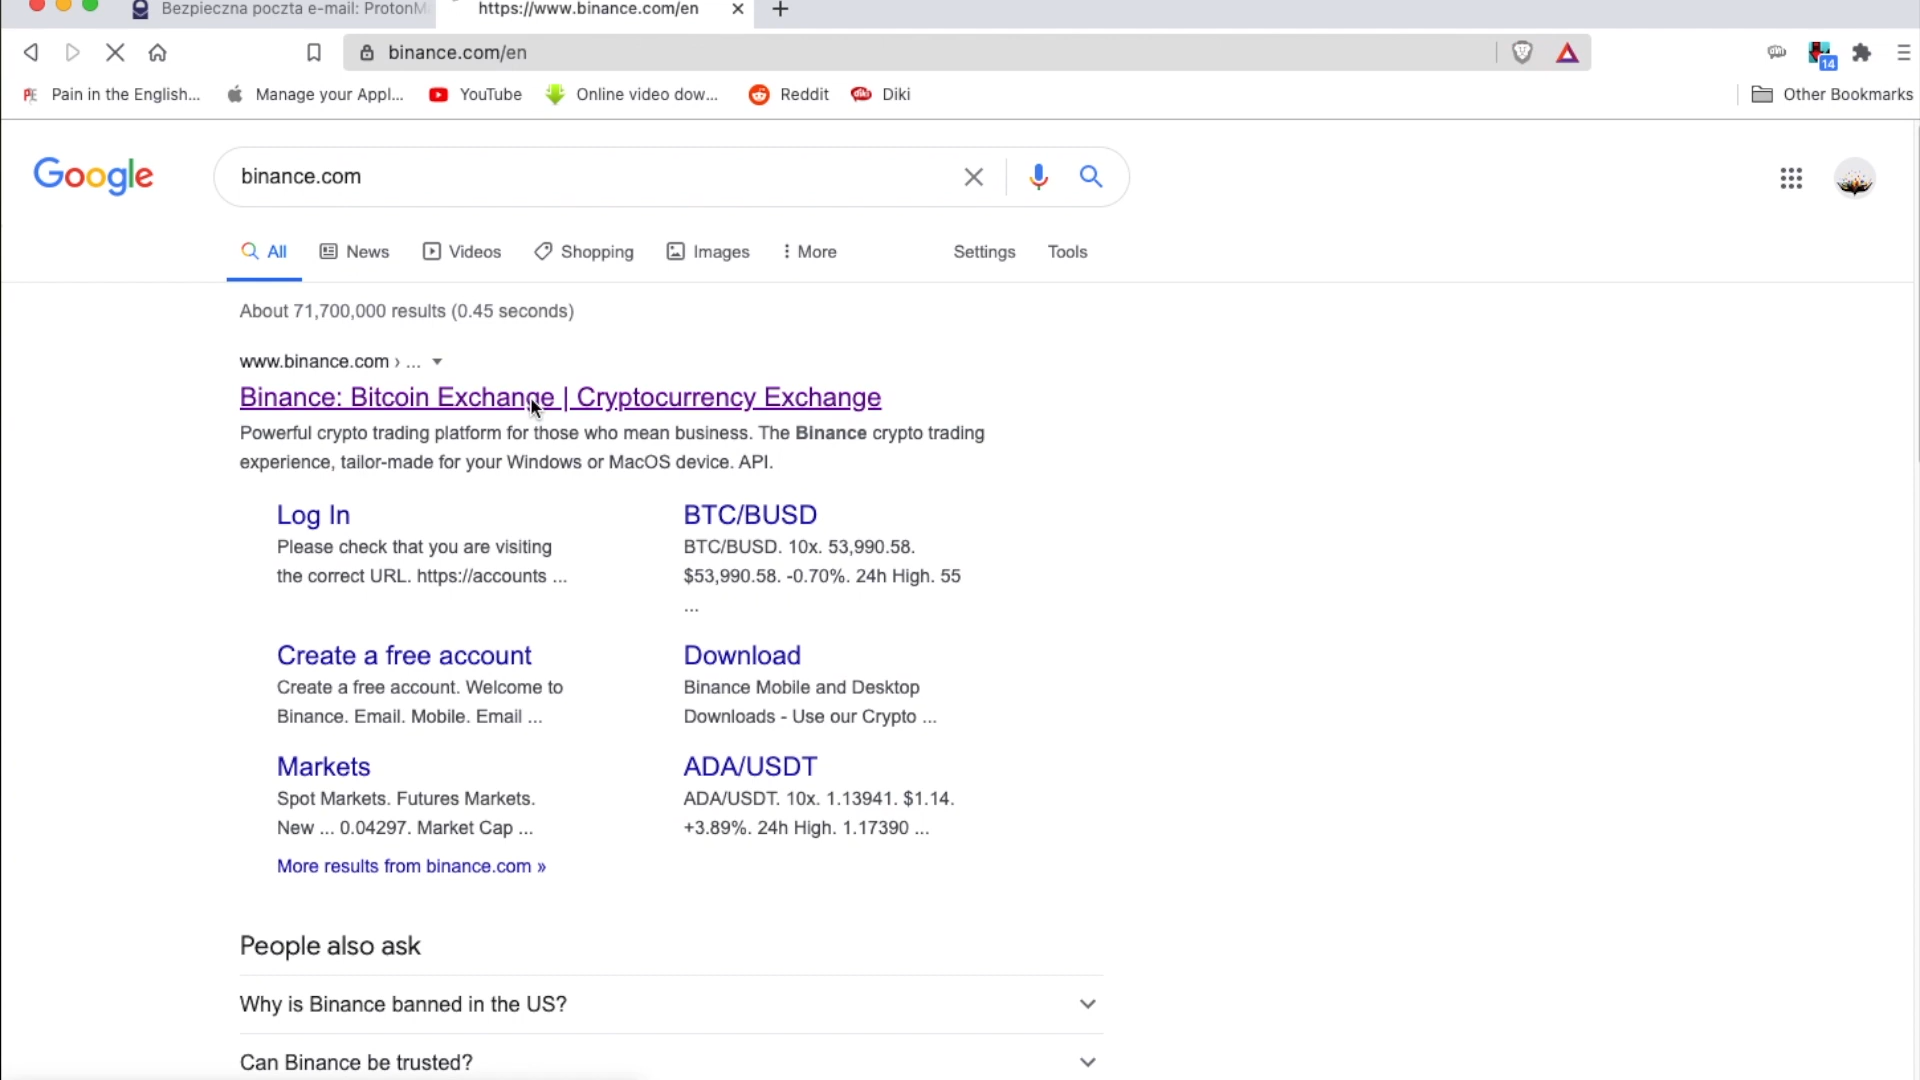 Bezpieczna poczta e-mail: ProtonM
https://www.binance.com/en
binance.com/en
14
Pain in the English...
Manage your Appl...
YouTube
Online video dow...
Reddit
Diki
Other Bookmarks
Google
binance.com
All
News
Videos
Shopping
Images
More
Settings
Tools
About 71,700,000 results (0.45 seconds)
www.binance.com › ...
Binance: Bitcoin Exchange | Cryptocurrency Exchange
Powerful crypto trading platform for those who mean business. The Binance crypto trading
experience, tailor-made for your Windows or MacOS device. API.
Log In
Please check that you are visiting
the correct URL. https://accounts ...
BTC/BUSD
BTC/BUSD. 10x. 53,990.58.
$53,990.58. -0.70%. 24h High. 55
...
Create a free account
Create a free account. Welcome to
Binance. Email. Mobile. Email ...
Download
Binance Mobile and Desktop
Downloads - Use our Crypto ...
Markets
Spot Markets. Futures Markets.
New ... 0.04297. Market Cap ...
ADA/USDT
ADA/USDT. 10x. 1.13941. $1.14.
+3.89%. 24h High. 1.17390 ...
More results from binance.com »
People also ask
Why is Binance banned in the US?
Can Binance be trusted?